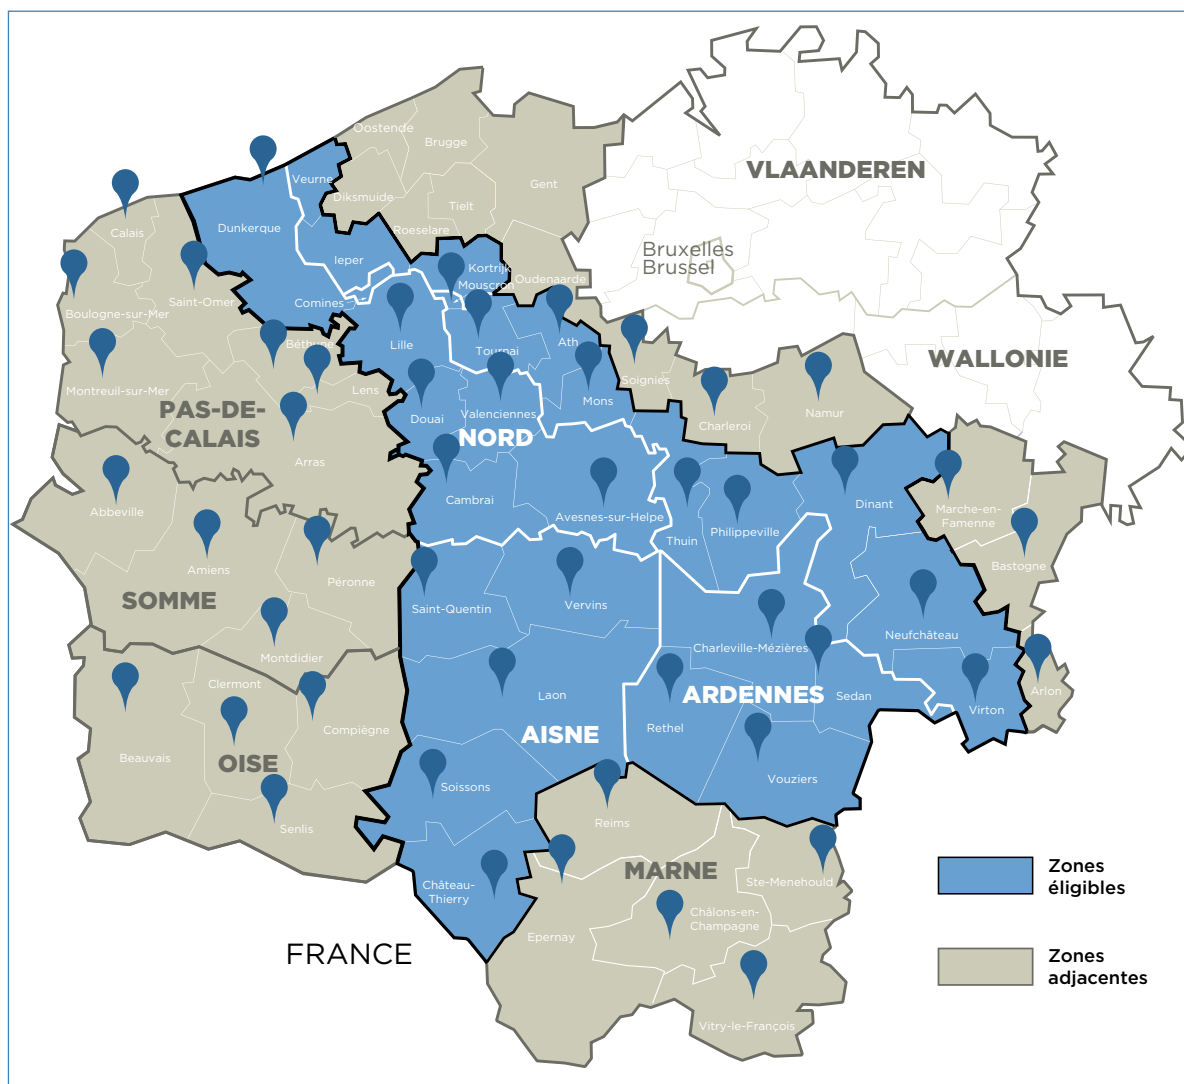 Oostende
Brugge
VLAANDEREN
Veurne
Gent
Diksmuide
Tielt
Dunkerque
Calais
Roeselare
Bruxelles
Brussel
Ieper
Kortrijk
Mouscron
Oudenaarde
Saint-Omer
Comines
Boulogne-sur-Mer
Béthune
Lille
Tournai
Ath
WALLONIE
Soignies
Montreuil-sur-Mer
Lens
Mons
PAS-DE-
CALAIS
Douai
Valenciennes
Charleroi
Namur
NORD
Arras
Cambrai
Dinant
Abbeville
Avesnes-sur-Helpe
Marche-en-
Famenne
Thuin
Philippeville
Amiens
Péronne
Bastogne
SOMME
Saint-Quentin
Vervins
Neufchâteau
Montdidier
Charleville-Mézières
Clermont
Laon
ARDENNES
Sedan
Arlon
Virton
Compiègne
Rethel
AISNE
Beauvais
OISE
Soissons
Vouziers
Senlis
Reims
MARNE
Château-
Thierry
Ste-Menehould
Zones
éligibles
Châlons-en-
Champagne
Epernay
FRANCE
Zones
adjacentes
Vitry-le-François